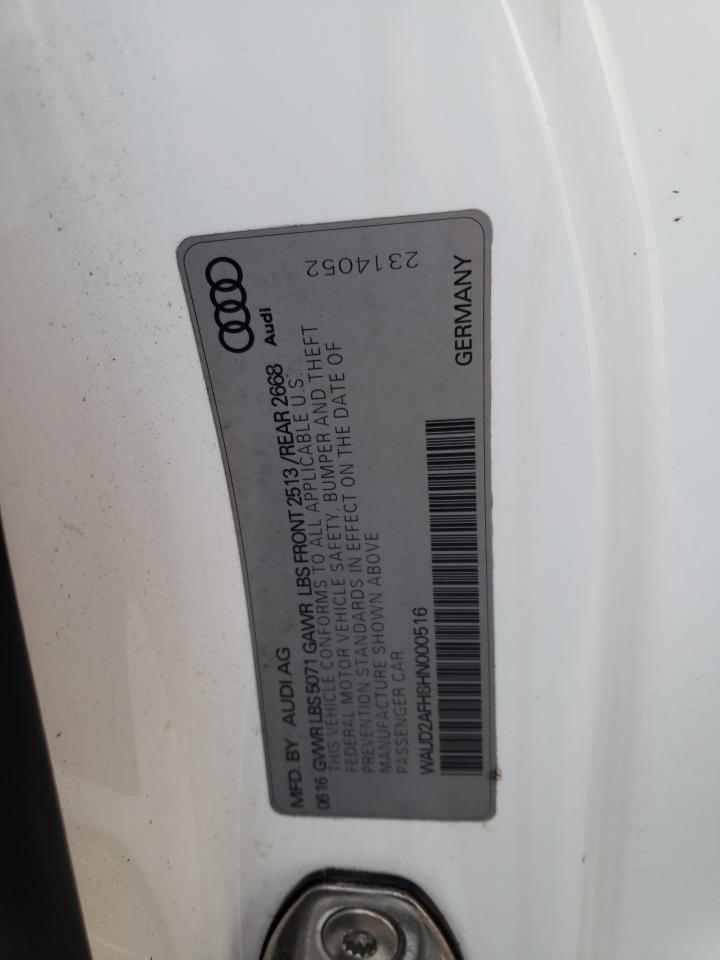 MFD. BY AUDI AG
Audi
06 16 GVWR LBS 5071 GAWR LBS FRONT 2513 /REAR 2668
THIS VEHICLE CONFORMS TO ALL APPLICABLE U.S.
FEDERAL MOTOR VEHICLE SAFETY, BUMPER AND THEFT
PREVENTION STANDARDS IN EFFECT ON THE DATE OF
MANUFACTURE SHOWN ABOVE
PASSENGER CAR
2314052
WAUD2AFH8HN000516
GERMANY